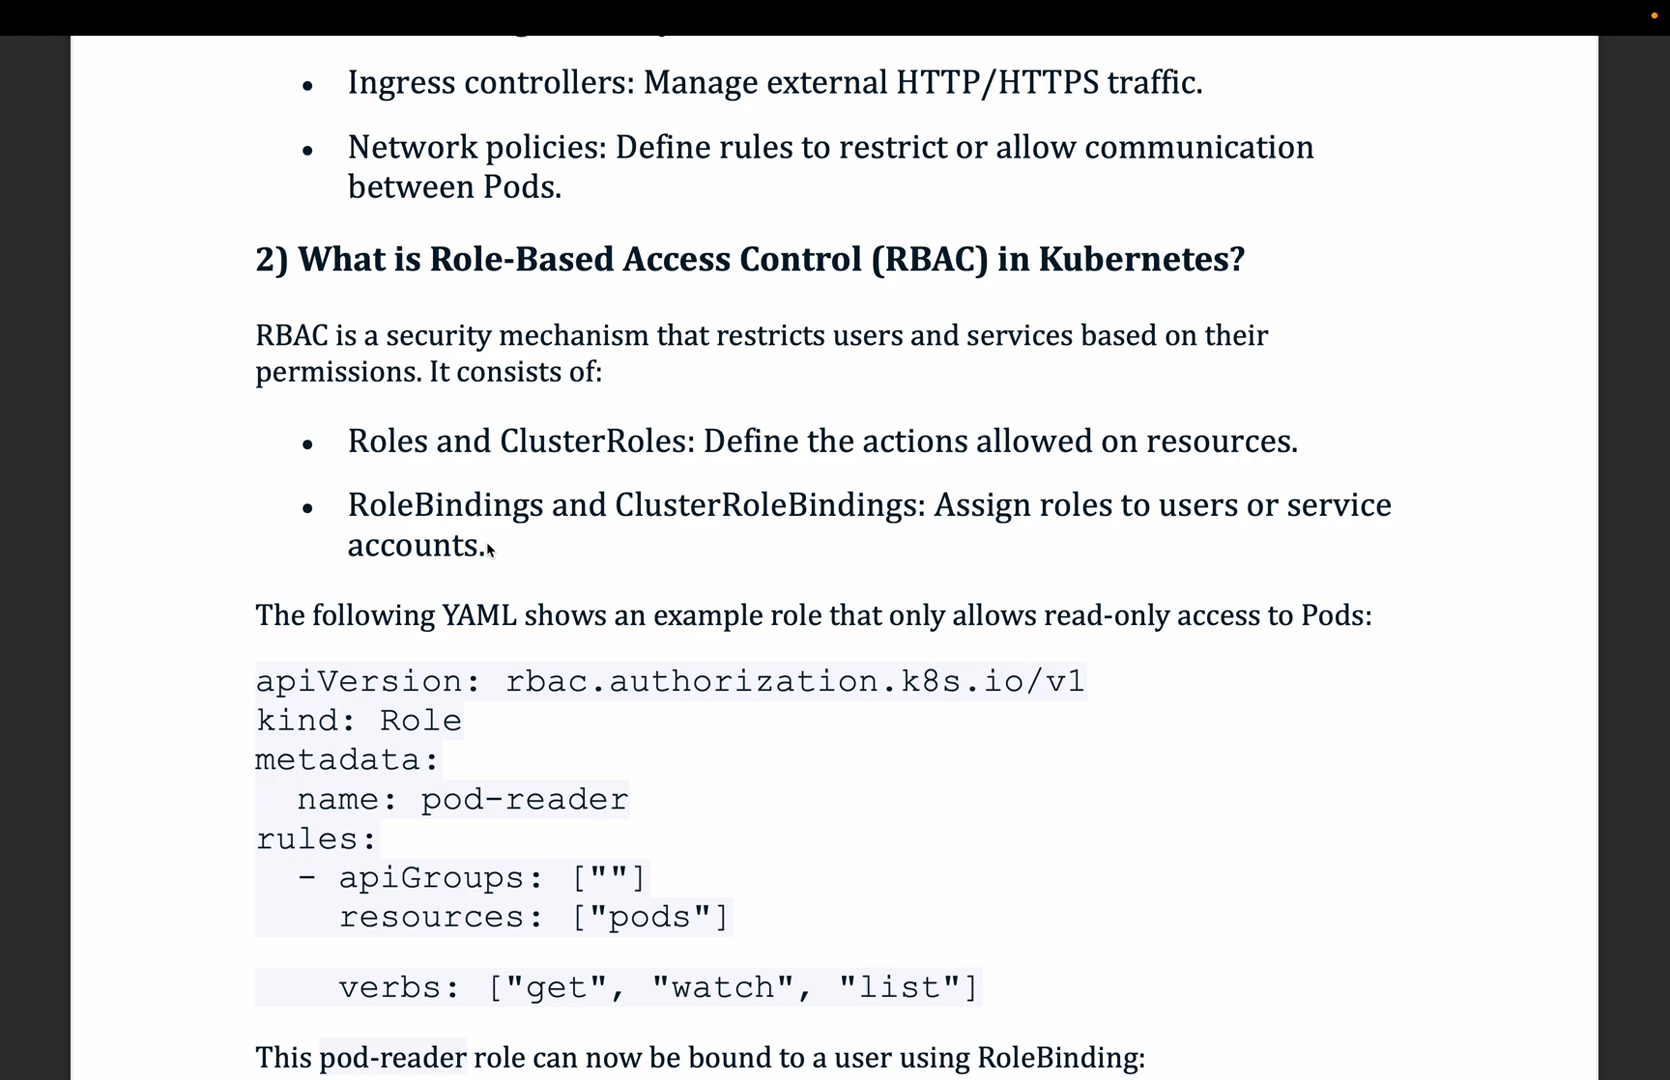 • Ingress controllers: Manage external HTTP/HTTPS traffic.
• Network policies: Define rules to restrict or allow communication
between Pods.
2) What is Role-Based Access Control (RBAC) in Kubernetes?
RBAC is a security mechanism that restricts users and services based on their
permissions. It consists of:
• Roles and ClusterRoles: Define the actions allowed on resources.
• RoleBindings and ClusterRoleBindings: Assign roles to users or service
accounts.
The following YAML shows an example role that only allows read-only access to Pods:
apiVersion: rbac.authorization.k8s.io/v1
kind: Role
metadata:
  name: pod-reader
rules:
  - apiGroups: [""]
    resources: ["pods"]
    verbs: ["get", "watch", "list"]
This pod-reader role can now be bound to a user using RoleBinding: